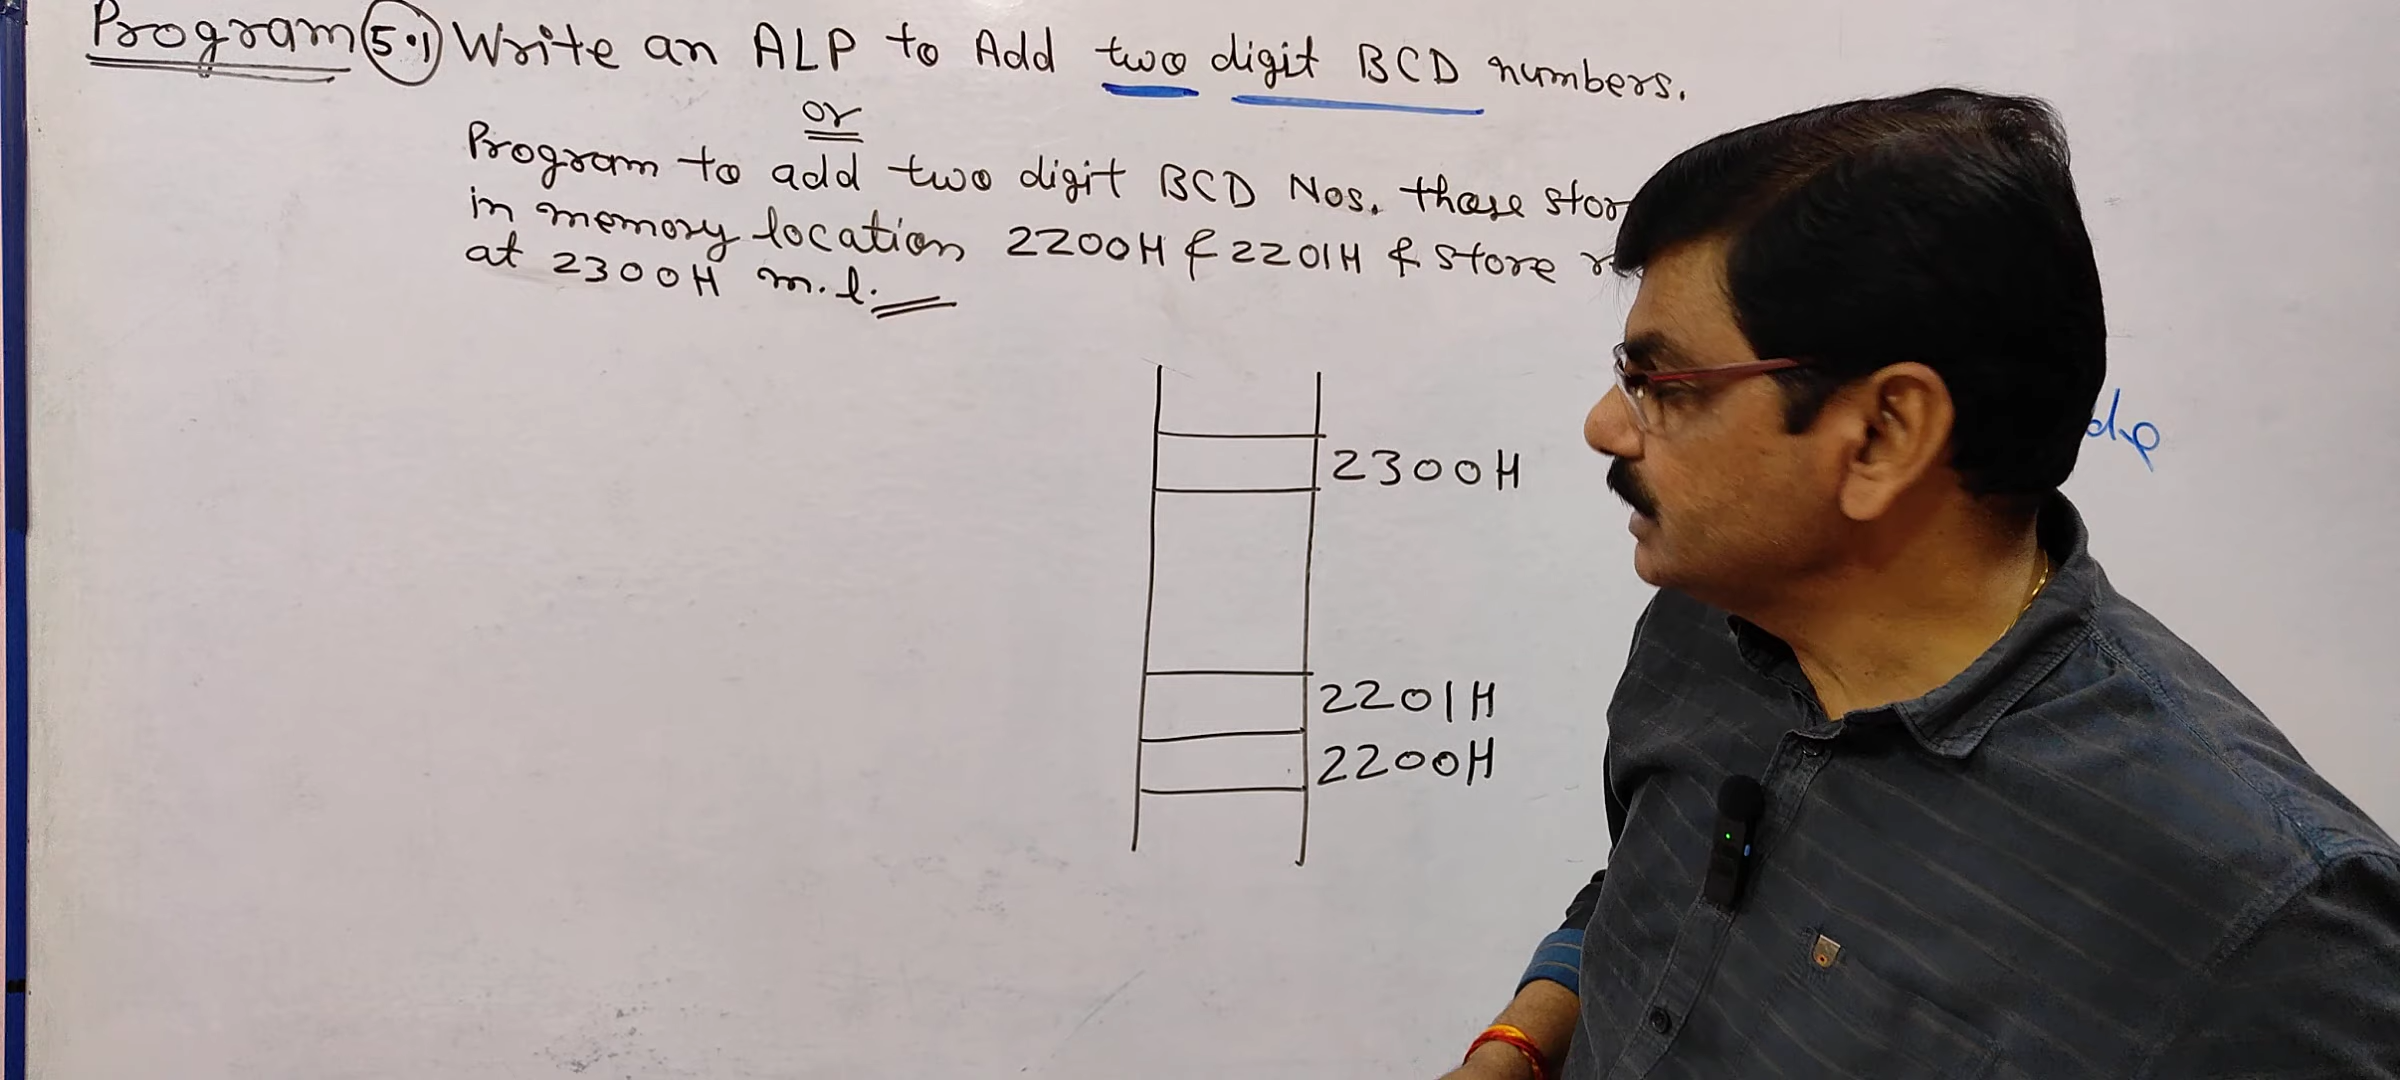 Program 5.1 Write an ALP to Add two digit BCD numbers.
or
Program to add two digit BCD Nos. those
in memory location 2200H & 2201H & store
at 2300H m.l.
2300H
2201H
2200H